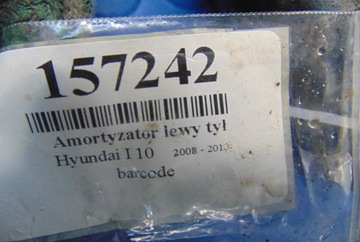 157242
Amortyzator lewy tył
Hyundai I 10 2008 - 2013
barcode